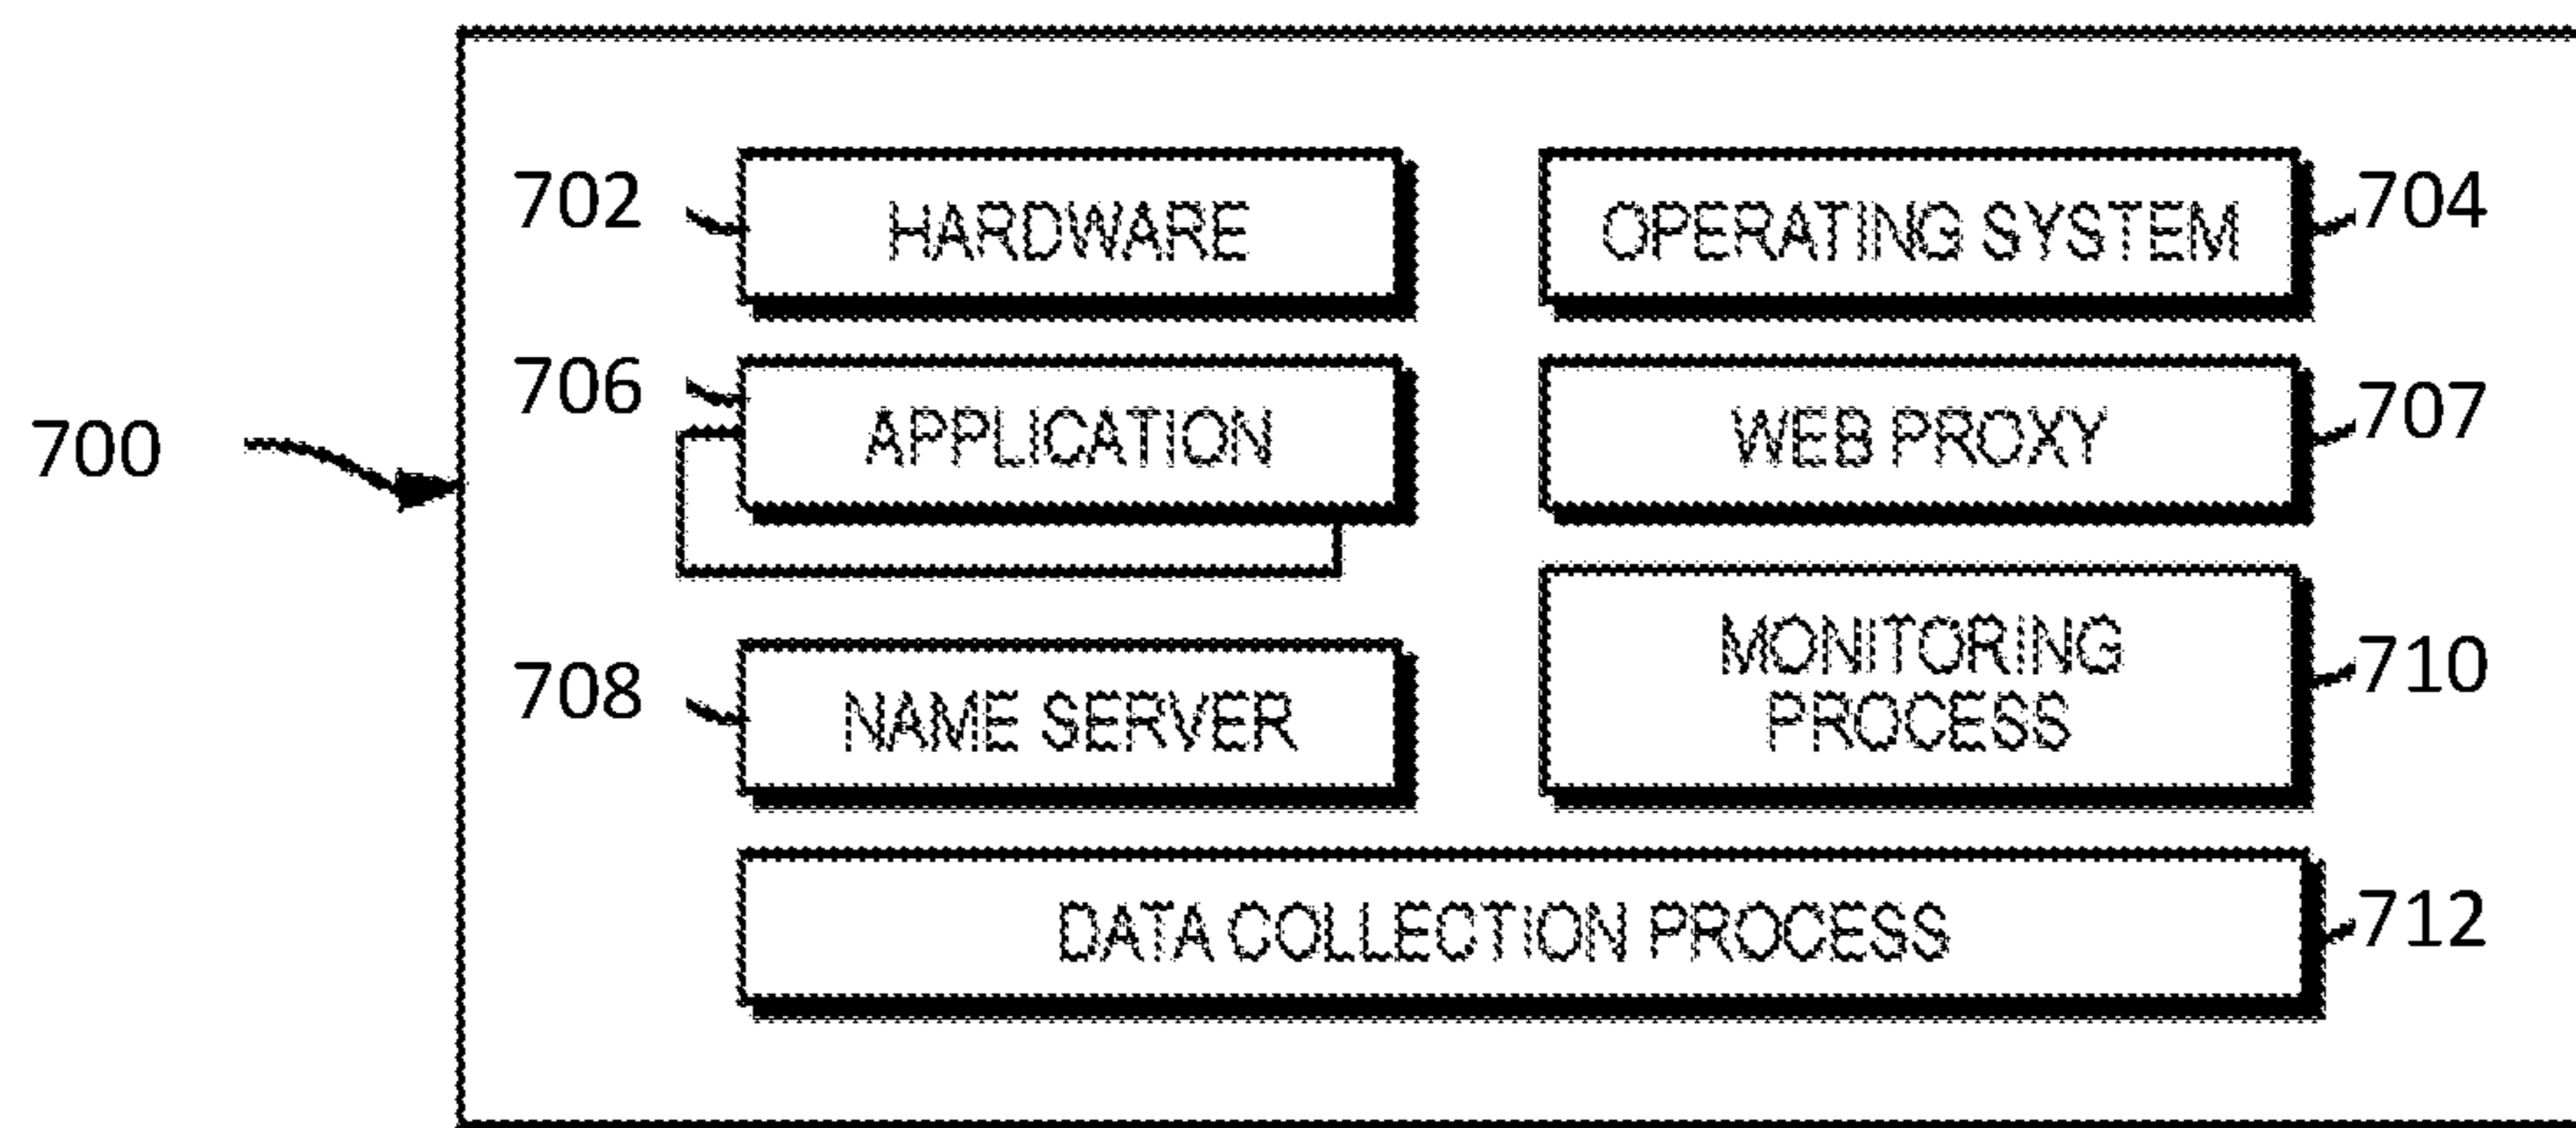 702 HARDWARE OPERATING SYSTEM 704
706 APPLICATION WEB PROXY 707
700
708 NAME SERVER MONITORING PROCESS 710
DATA COLLECTION PROCESS 712